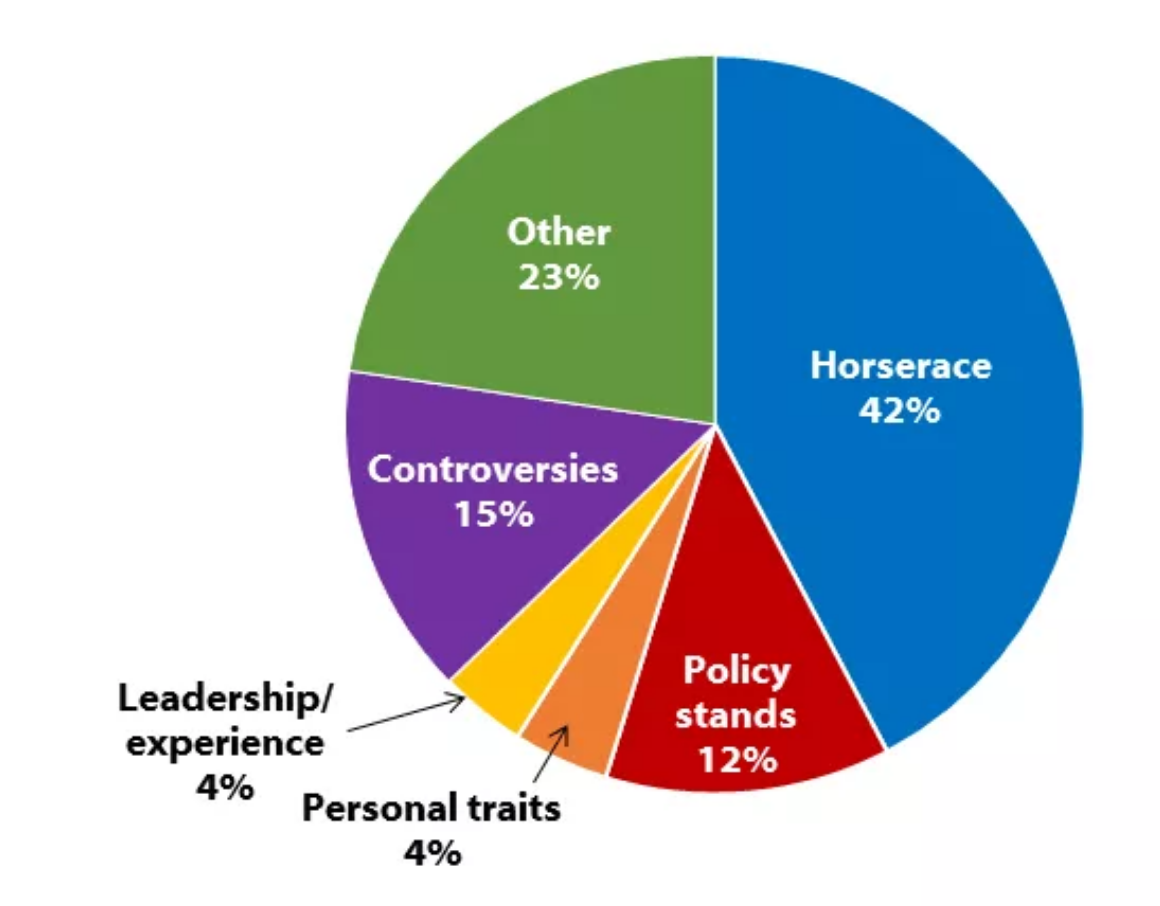 Other
23%
Horserace
42%
Controversies
15%
Policy
stands
12%
Leadership/
experience
4%
Personal traits
4%